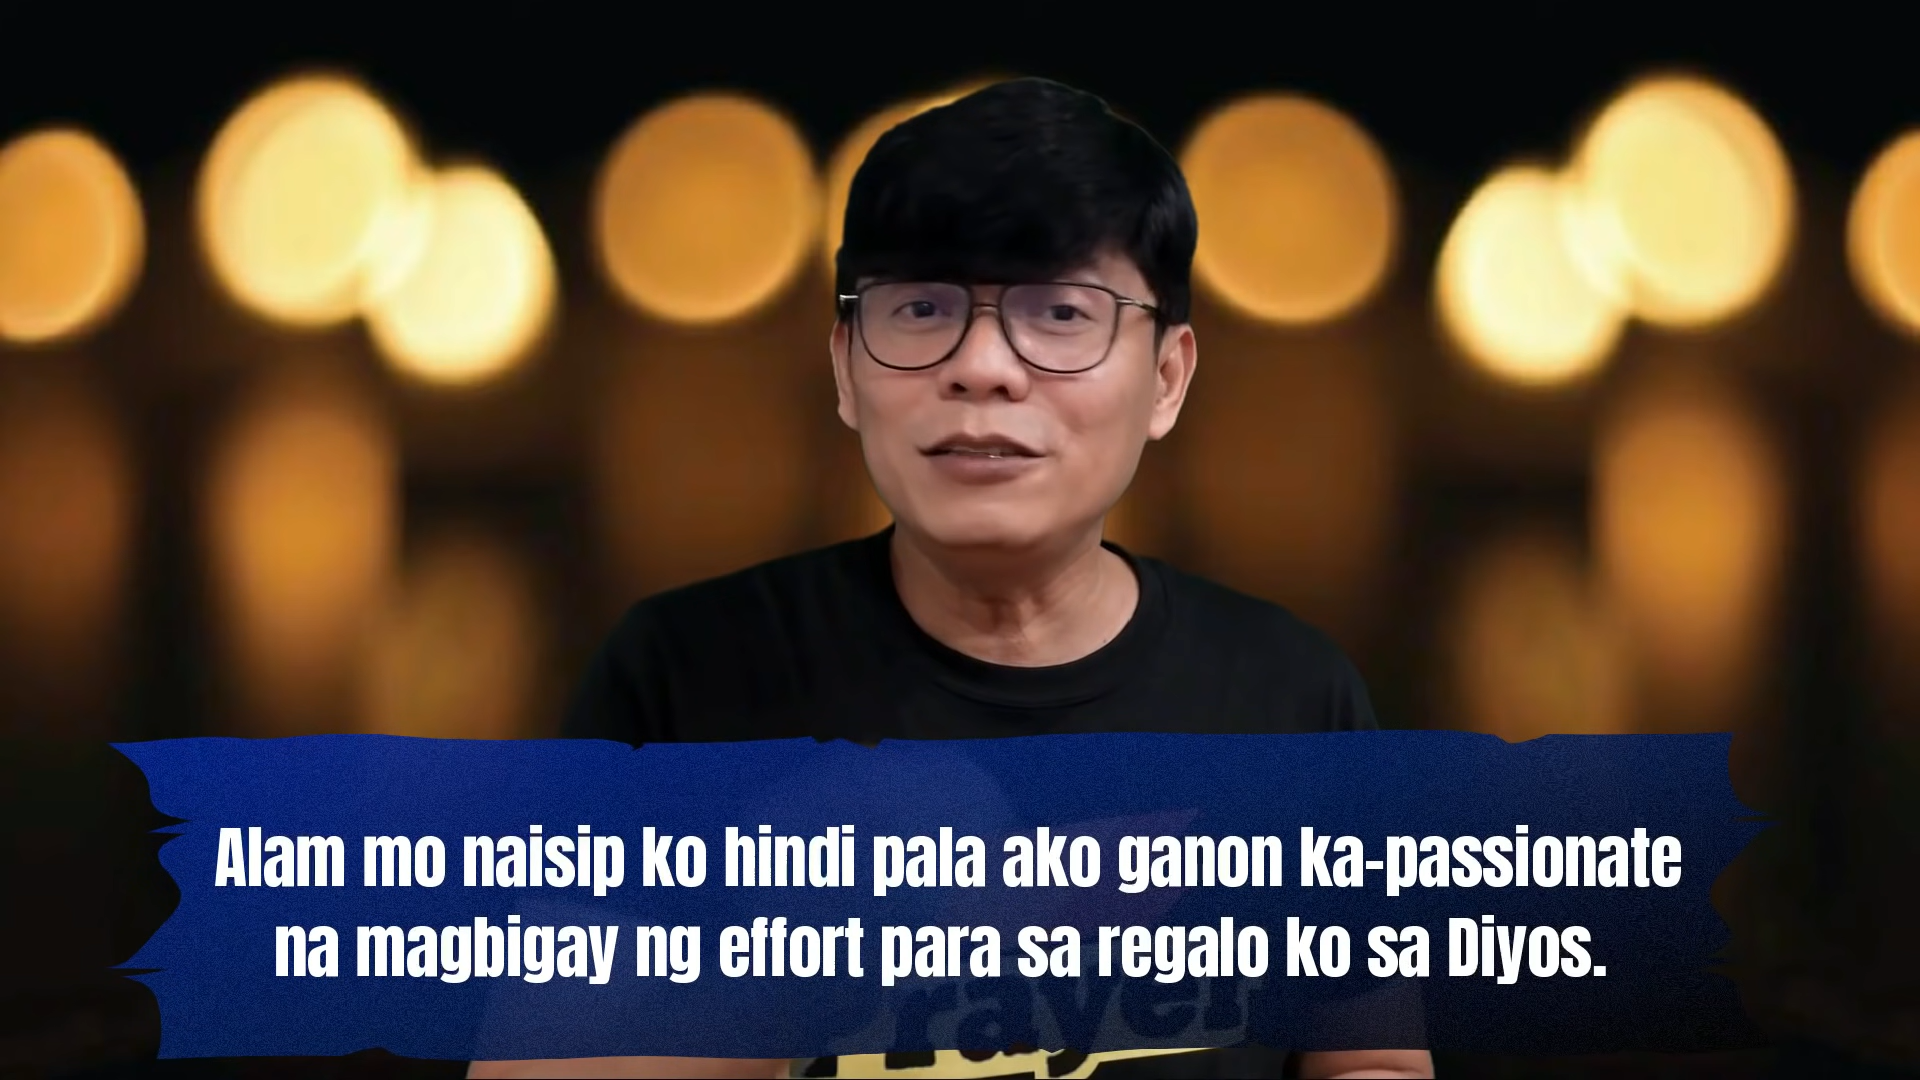 Alam mo naisip ko hindi pala ako ganon ka-passionate
na magbigay ng effort para sa regalo ko sa Diyos.
rayer